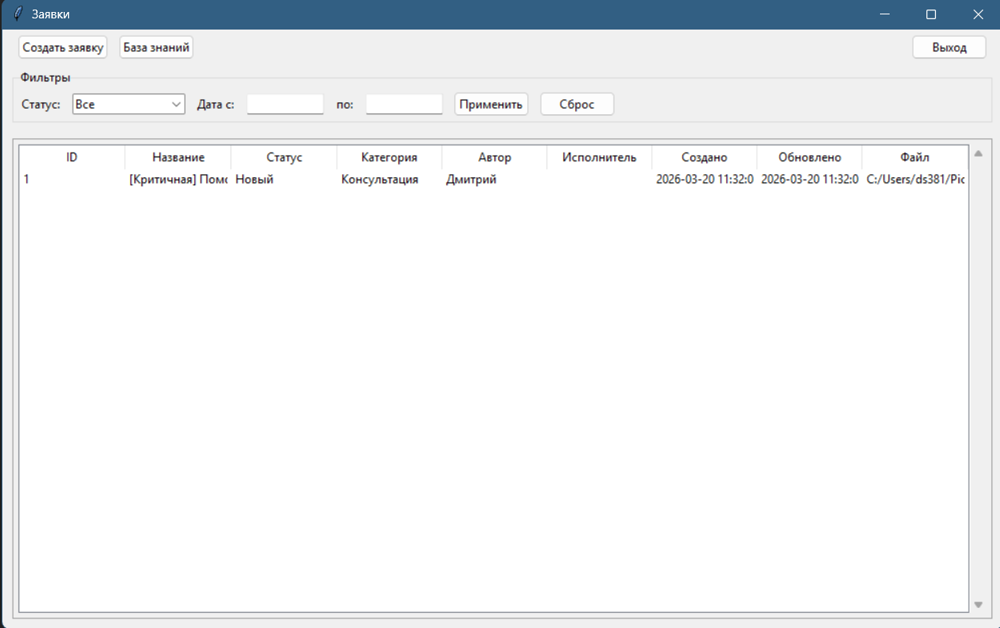 Заявки
Создать заявку База знаний Выход
Фильтры
Статус: Все Дата с: по: Применить Сброс
ID Название Статус Категория Автор Исполнитель Создано Обновлено Файл
1 [Критичная] Помо Новый Консультация Дмитрий 2026-03-20 11:32:0 2026-03-20 11:32:0 C:/Users/ds381/Pic